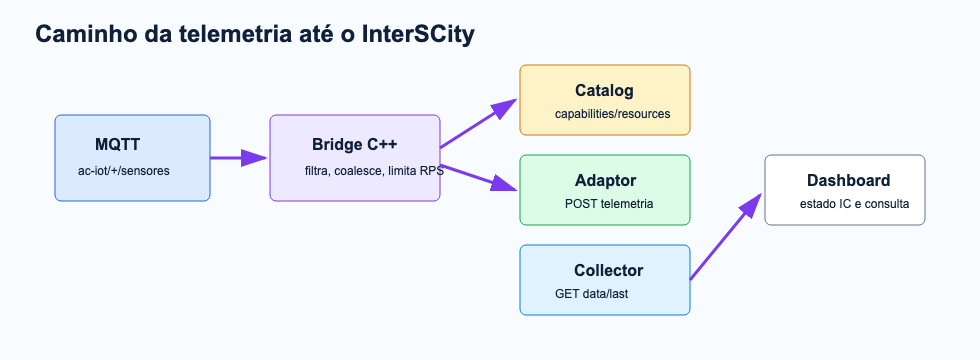 Caminho da telemetria até o InterSCity
MQTT
ac-iot/+/sensores
Bridge C++
filtra, coalesce, limita RPS
Catalog
capabilities/resources
Adaptor
POST telemetria
Collector
GET data/last
Dashboard
estado IC e consulta